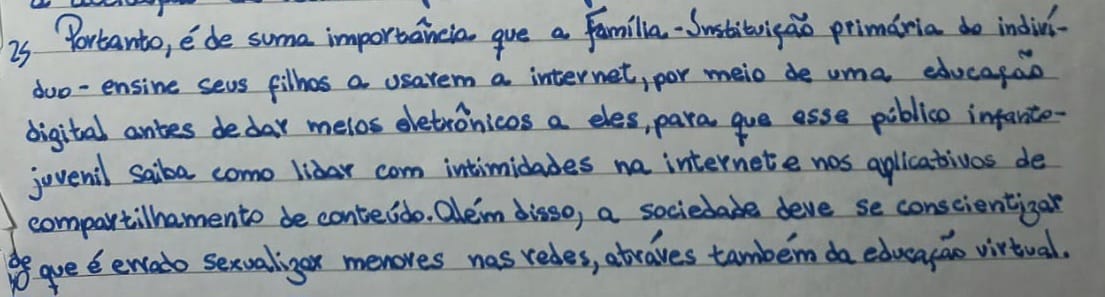 25 Portanto, é de suma importância que a Família - Instituição primária do indiví-
duo - ensine seus filhos a usarem a internet, por meio de uma educação
digital antes de dar meios eletrônicos a eles, para que esse público infanto-
juvenil saiba como lidar com intimidades na internet e nos aplicativos de
compartilhamento de conteúdo. Além disso, a sociedade deve se conscientizar
de que é errado sexualizar menores nas redes, atráves também da educação virtual.